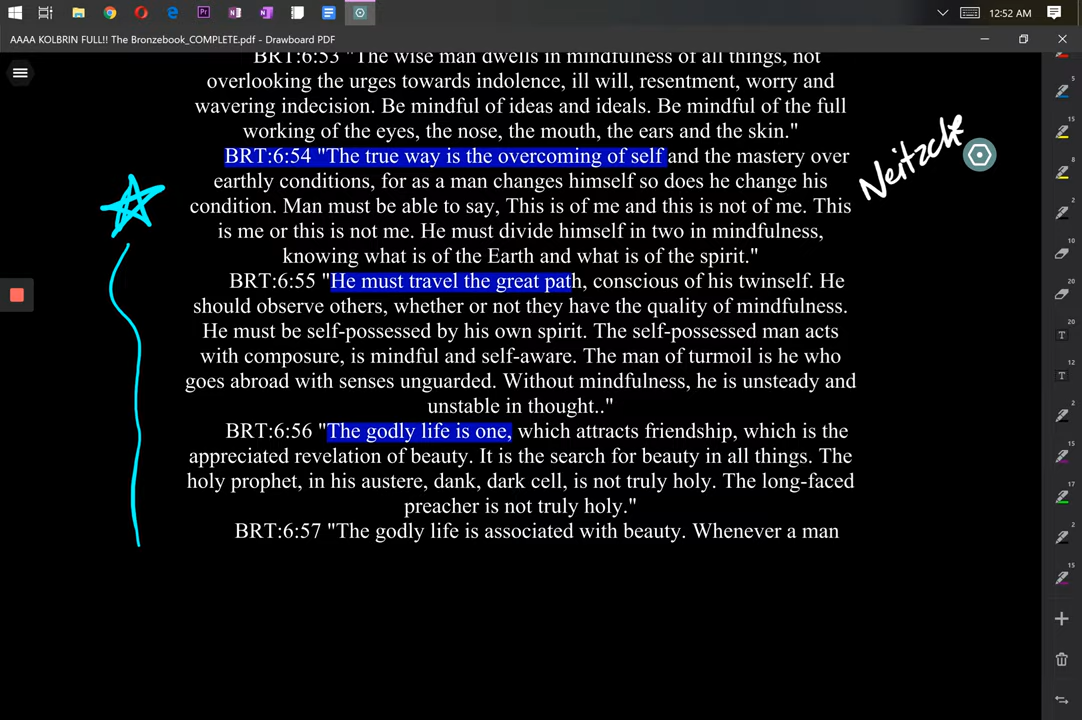 12:52 AM
AAAA KOLBRIN FULL!! The Bronzebook_COMPLETE.pdf - Drawboard PDF
BRT:6:53 "The wise man dwells in mindfulness of all things, not
overlooking the urges towards indolence, ill will, resentment, worry and
wavering indecision. Be mindful of ideas and ideals. Be mindful of the full
working of the eyes, the nose, the mouth, the ears and the skin."
BRT:6:54 "The true way is the overcoming of self and the mastery over
earthly conditions, for as a man changes himself so does he change his
condition. Man must be able to say, This is of me and this is not of me. This
is me or this is not me. He must divide himself in two in mindfulness,
knowing what is of the Earth and what is of the spirit."
BRT:6:55 "He must travel the great path, conscious of his twinself. He
should observe others, whether or not they have the quality of mindfulness.
He must be self-possessed by his own spirit. The self-possessed man acts
with composure, is mindful and self-aware. The man of turmoil is he who
goes abroad with senses unguarded. Without mindfulness, he is unsteady and
unstable in thought.."
BRT:6:56 "The godly life is one, which attracts friendship, which is the
appreciated revelation of beauty. It is the search for beauty in all things. The
holy prophet, in his austere, dank, dark cell, is not truly holy. The long-faced
preacher is not truly holy."
BRT:6:57 "The godly life is associated with beauty. Whenever a man
Neitzche
5
15
8
2
10
20
T
12
T
2
15
17
2
15